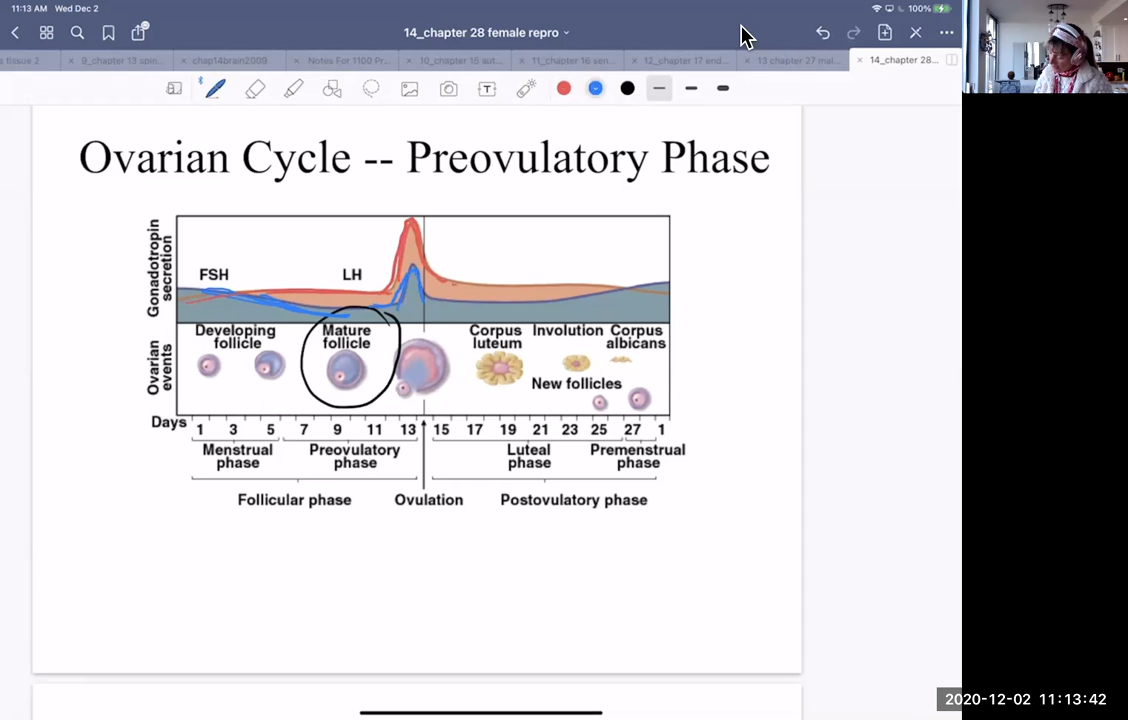 11:13 AM Wed Dec 2
100%
14_chapter 28 female repro
a tissue 2
9_chapter 13 spin...
chap14brain2009
Notes For 1100 Pr...
10_chapter 15 aut...
11_chapter 16 sen...
12_chapter 17 end...
13 chapter 27 mal...
14_chapter 28...
T
Ovarian Cycle -- Preovulatory Phase
Gonadotropin
secretion
FSH
LH
Ovarian
events
Developing
follicle
Mature
follicle
Corpus
luteum
Involution
Corpus
albicans
New follicles
Days
1 3 5 7 9 11 13 15 17 19 21 23 25 27 1
Menstrual
phase
Preovulatory
phase
Luteal
phase
Premenstrual
phase
Follicular phase
Ovulation
Postovulatory phase
2020-12-02 11:13:42